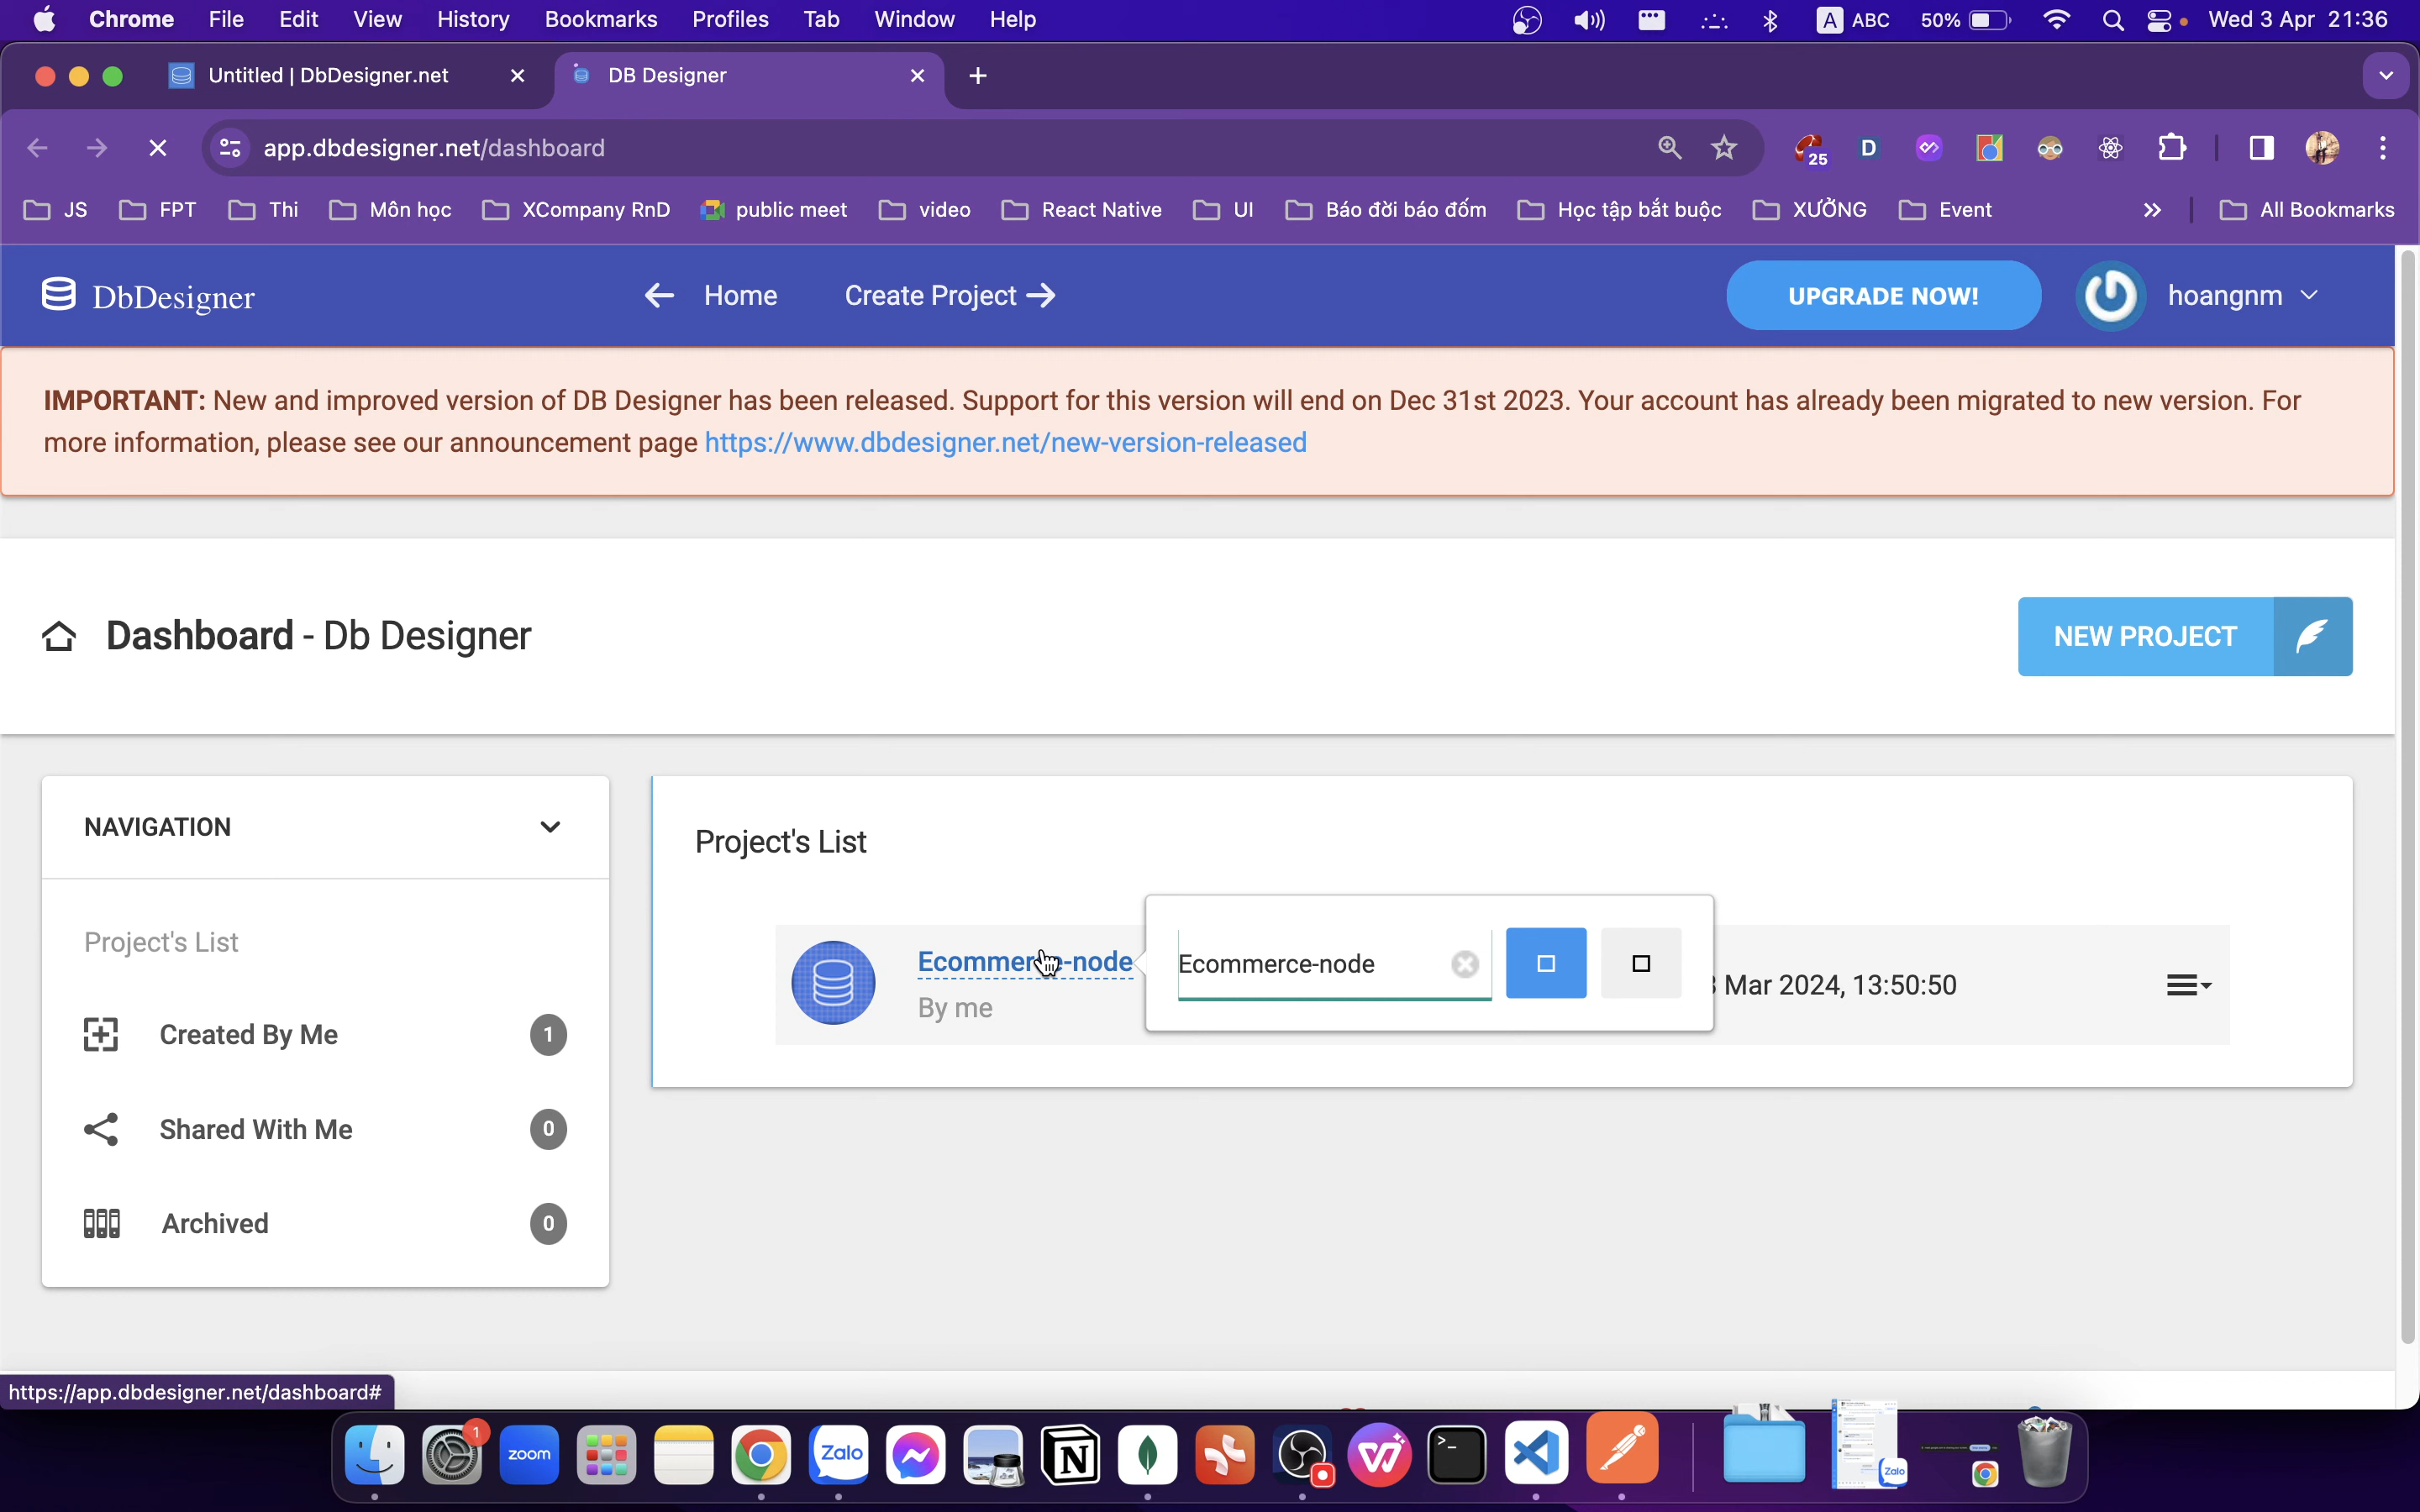 Chrome File Edit View History Bookmarks Profiles Tab Window Help A ABC 50% Wed 3 Apr 21:36
Untitled | DbDesigner.net DB Designer
app.dbdesigner.net/dashboard 25 D
JS FPT Thi Môn học XCompany RnD public meet video React Native UI Báo đời báo đốm Học tập bắt buộc XƯỞNG Event All Bookmarks
DbDesigner Home Create Project UPGRADE NOW! hoangnm
IMPORTANT: New and improved version of DB Designer has been released. Support for this version will end on Dec 31st 2023. Your account has already been migrated to new version. For
more information, please see our announcement page https://www.dbdesigner.net/new-version-released
Dashboard - Db Designer NEW PROJECT
NAVIGATION
Project's List
Created By Me 1
Shared With Me 0
Archived 0
Project's List
Ecommerce-node Ecommerce-node Mar 2024, 13:50:50
By me
https://app.dbdesigner.net/dashboard#
1 zoom Zalo Zalo